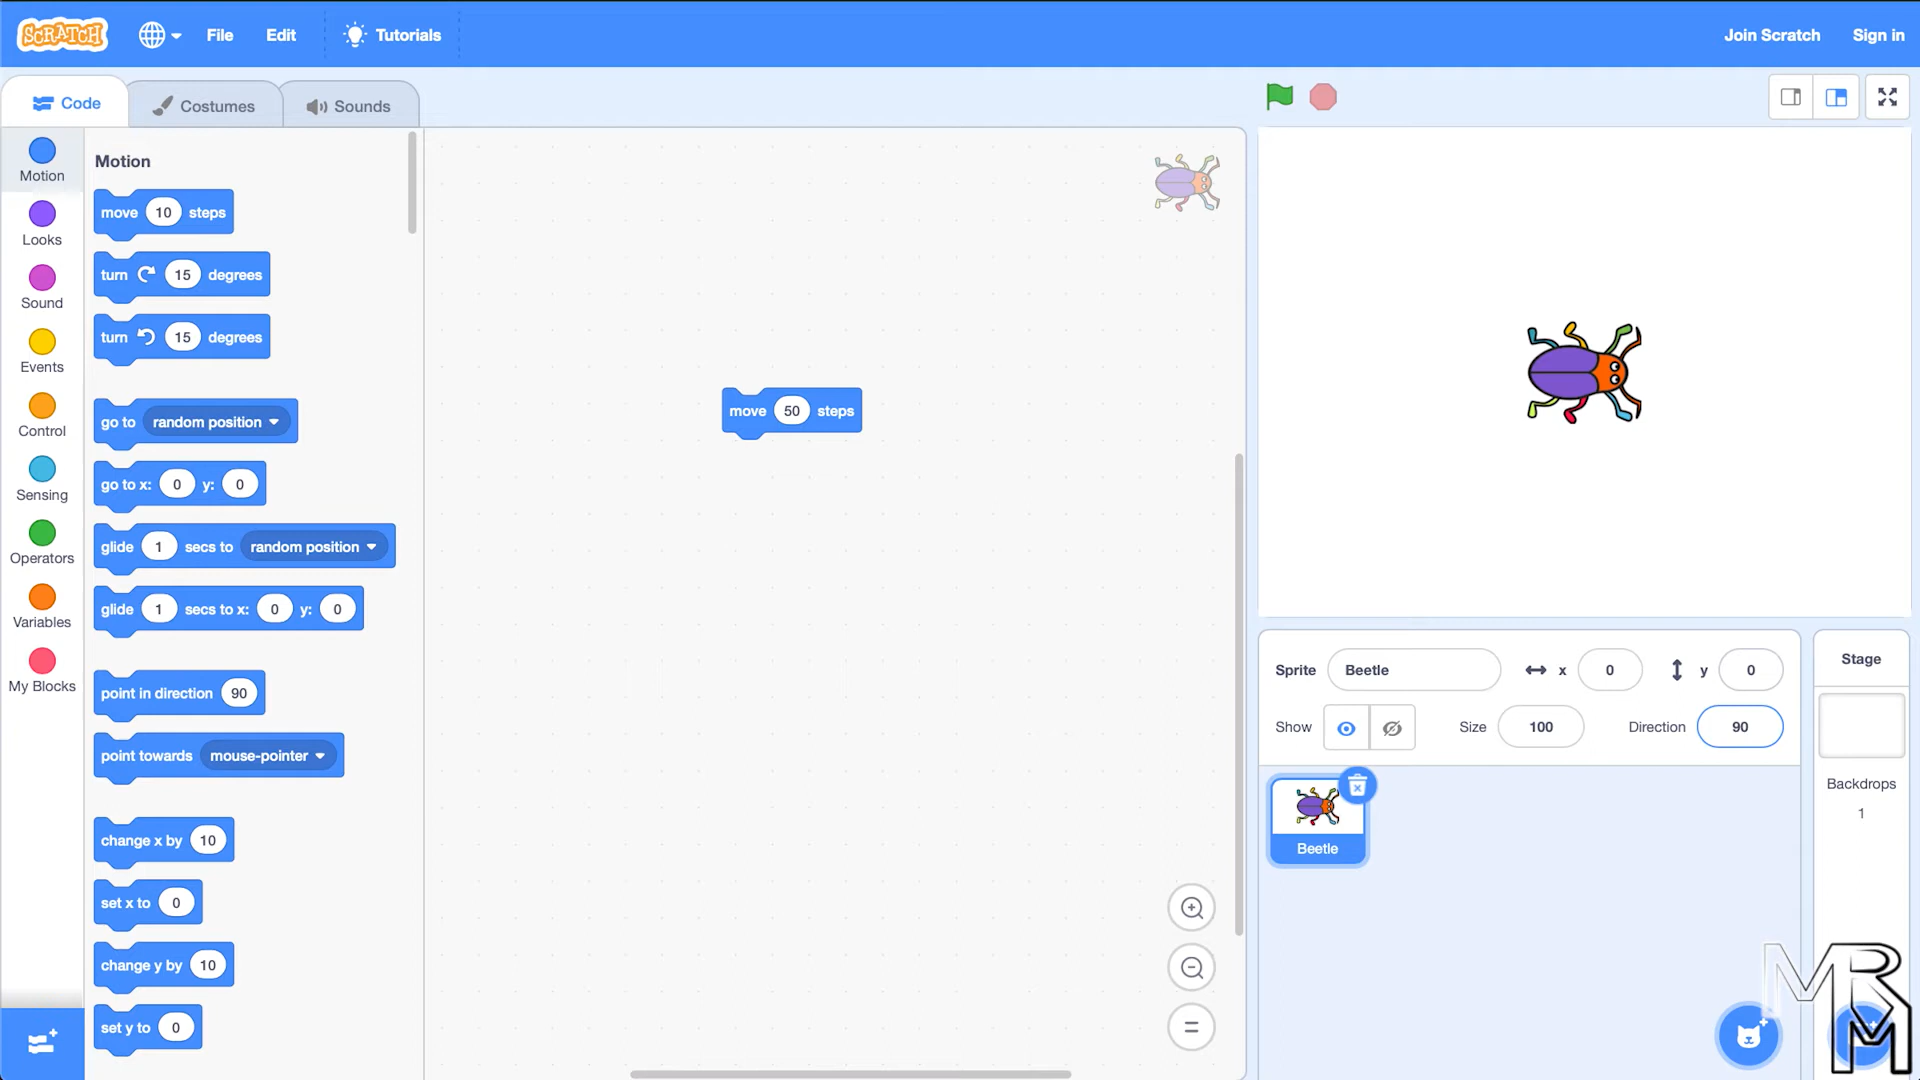 SCRATCH File Edit Tutorials Join Scratch Sign in
Code Costumes Sounds
Motion
Looks
Sound
Events
Control
Sensing
Operators
Variables
My Blocks
Motion
move 10 steps
turn 15 degrees
turn 15 degrees
go to random position
go to x: 0 y: 0
glide 1 secs to random position
glide 1 secs to x: 0 y: 0
point in direction 90
point towards mouse-pointer
change x by 10
set x to 0
change y by 10
set y to 0
move 50 steps
Sprite Beetle x 0 y 0
Show Size 100 Direction 90
Beetle
Stage
Backdrops
1
MRM